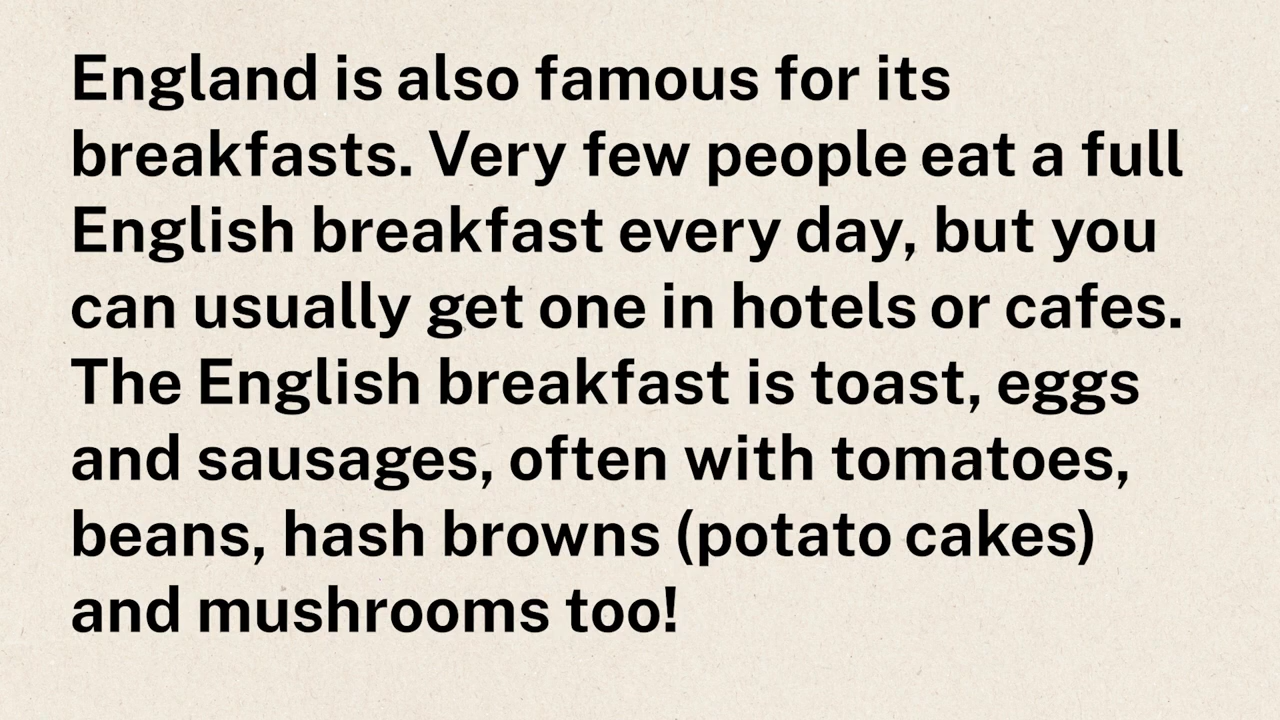 England is also famous for its
breakfasts. Very few people eat a full
English breakfast every day, but you
can usually get one in hotels or cafes.
The English breakfast is toast, eggs
and sausages, often with tomatoes,
beans, hash browns (potato cakes)
and mushrooms too!